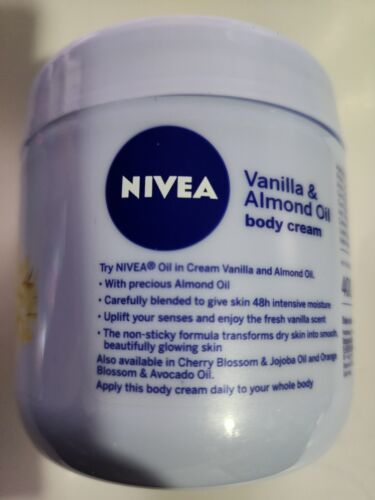 NIVEA
Vanilla &
Almond Oil
body cream
Try NIVEA® Oil in Cream Vanilla and Almond Oil.
• With precious Almond Oil
• Carefully blended to give skin 48h intensive moisture
• Uplift your senses and enjoy the fresh vanilla scent
• The non-sticky formula transforms dry skin into smooth,
beautifully glowing skin
Also available in Cherry Blossom & Jojoba Oil and Orange
Blossom & Avocado Oil.
Apply this body cream daily to your whole body